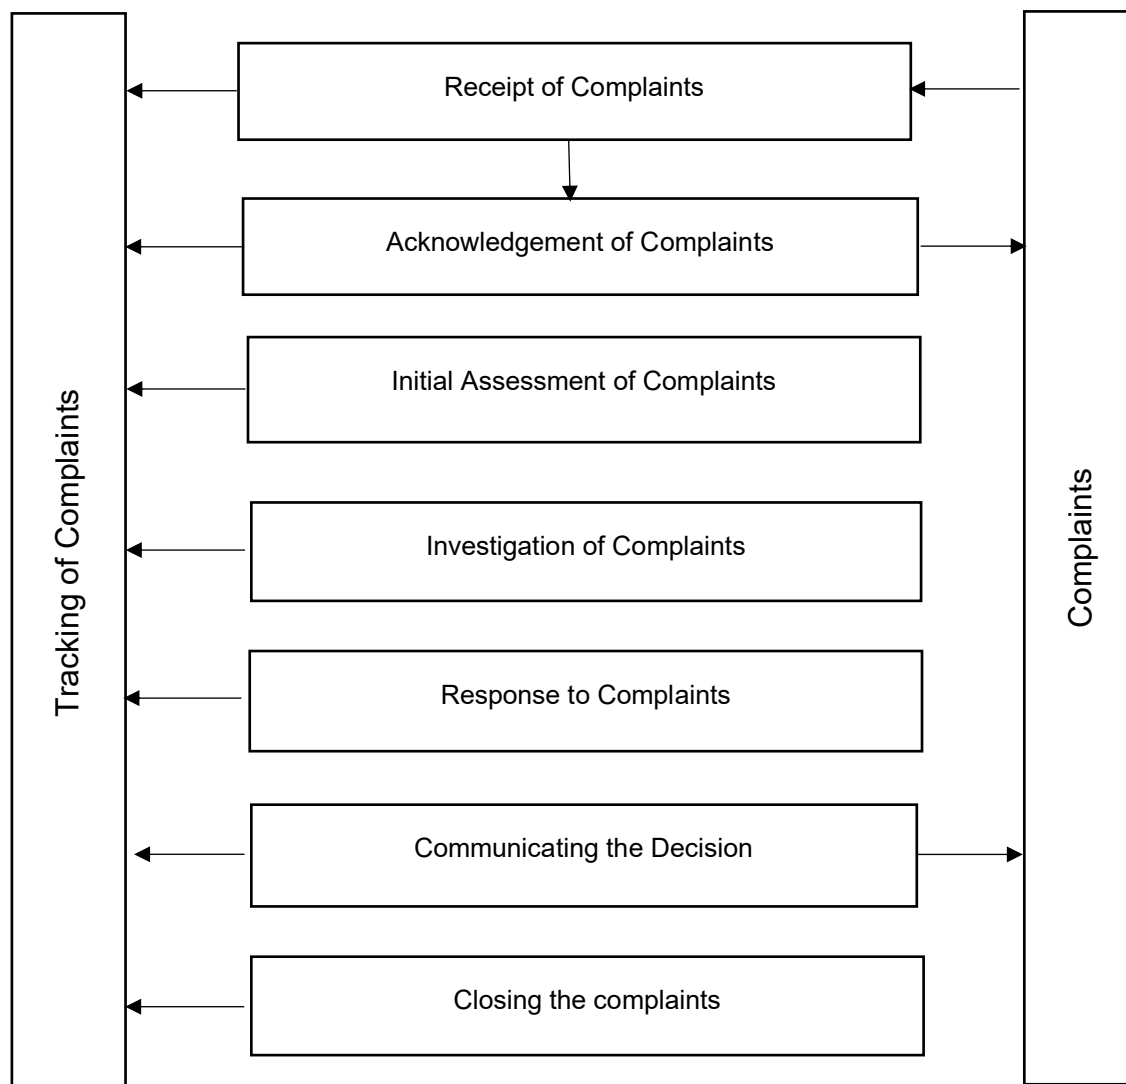 Tracking of Complaints
Receipt of Complaints
Acknowledgement of Complaints
Initial Assessment of Complaints
Investigation of Complaints
Response to Complaints
Communicating the Decision
Closing the complaints
Complaints